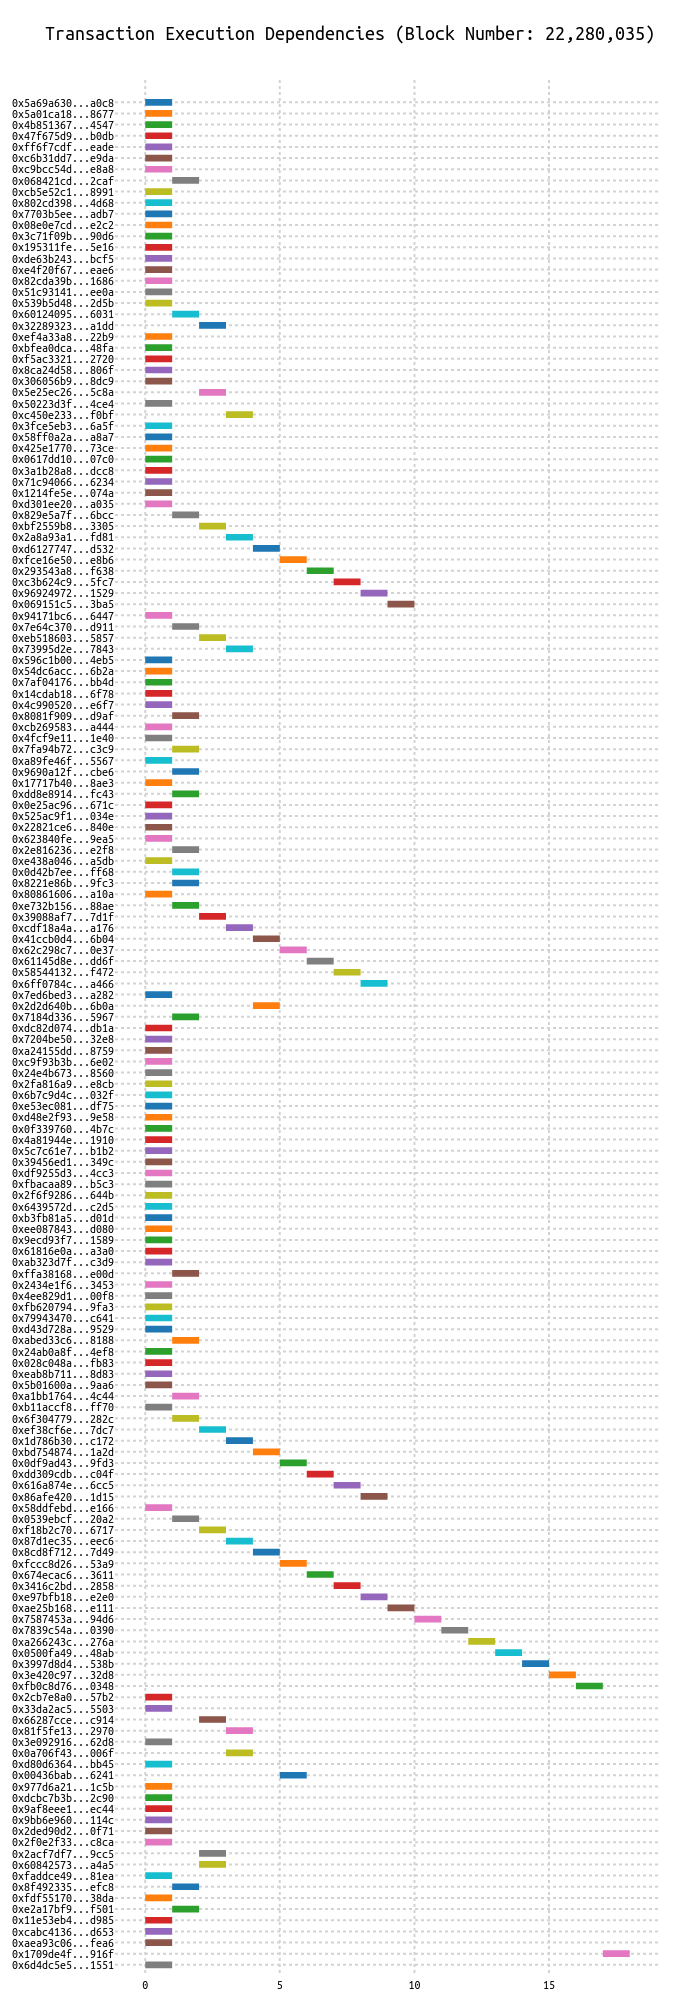 Transaction Execution Dependencies (Block Number: 22,280,035)
0x5a69a630...a0c8
0x5a01ca18...8677
0x4b851367...4547
0x47f675d9...b0db
0xff6f7cdf...eade
0xc6b31dd7...e9da
0xc9bcc54d...e8a8
0x068421cd...2caf
0xcb5e52c1...8991
0x802cd398...4d68
0x7703b5ee...adb7
0x08e0e7cd...e2c2
0x3c71f09b...90d6
0x195311fe...5e16
0xde63b243...bcf5
0xe4f20f67...eae6
0x82cda39b...1686
0x51c93141...ee0a
0x539b5d48...2d5b
0x60124095...6031
0x32289323...a1dd
0xef4a33a8...22b9
0xbfea0dca...48fa
0xf5ac3321...2720
0x8ca24d58...806f
0x306056b9...8dc9
0x5e25ec26...5c8a
0x50223d3f...4ce4
0xc450e233...f0bf
0x3fce5eb3...6a5f
0x58ff0a2a...a8a7
0x425e1770...73ce
0x0617dd10...07c0
0x3a1b28a8...dcc8
0x71c94066...6234
0x1214fe5e...074a
0xd301ee20...a035
0x829e5a7f...6bcc
0xbf2559b8...3305
0x2a8a93a1...fd81
0xd6127747...d532
0xfce16e50...e8b6
0x293543a8...f638
0xc3b624c9...5fc7
0x96924972...1529
0x069151c5...3ba5
0x94171bc6...6447
0x7e64c370...d911
0xeb518603...5857
0x73995d2e...7843
0x596c1b00...4eb5
0x54dc6acc...6b2a
0x7af04176...bb4d
0x14cdab18...6f78
0x4c990520...e6f7
0x8081f909...d9af
0xcb269583...a444
0x4fcf9e11...1e40
0x7fa94b72...c3c9
0xa89fe46f...5567
0x9690a12f...cbe6
0x17717b40...8ae3
0xdd8e8914...fc43
0x0e25ac96...671c
0x525ac9f1...034e
0x22821ce6...840e
0x623840fe...9ea5
0x2e816236...e2f8
0xe438a046...a5db
0x0d42b7ee...ff68
0x8221e86b...9fc3
0x80861606...a10a
0xe732b156...88ae
0x39088af7...7d1f
0xcdf18a4a...a176
0x41ccb0d4...6b04
0x62c298c7...0e37
0x61145d8e...dd6f
0x58544132...f472
0x6ff0784c...a466
0x7ed6bed3...a282
0x2d2d640b...6b0a
0x7184d336...5967
0xdc82d074...db1a
0x7204be50...32e8
0xa24155dd...8759
0xc9f93b3b...6e02
0x24e4b673...8560
0x2fa816a9...e8cb
0x6b7c9d4c...032f
0xe53ec081...df75
0xd48e2f93...9e58
0x0f339760...4b7c
0x4a81944e...1910
0x5c7c61e7...b1b2
0x39456ed1...349c
0xdf9255d3...4cc3
0xfbacaa89...b5c3
0x2f6f9286...644b
0x6439572d...c2d5
0xb3fb81a5...d01d
0xee087843...d080
0x9ecd93f7...1589
0x61816e0a...a3a0
0xab323d7f...c3d9
0xffa38168...e00d
0x2434e1f6...3453
0x4ee829d1...00f8
0xfb620794...9fa3
0x79943470...c641
0xd43d728a...9529
0xabed33c6...8188
0x24ab0a8f...4ef8
0x028c048a...fb83
0xeab8b711...8d83
0x5b01600a...9aa6
0xa1bb1764...4c44
0xb11accf8...ff70
0x6f304779...282c
0xef38cf6e...7dc7
0x1d786b30...c172
0xbd754874...1a2d
0x0df9ad43...9fd3
0xdd309cdb...c04f
0x616a874e...6cc5
0x86afe420...1d15
0x58ddfebd...e166
0x0539ebcf...20a2
0xf18b2c70...6717
0x87d1ec35...eec6
0x8cd8f712...7d49
0xfccc8d26...53a9
0x674ecac6...3611
0x3416c2bd...2858
0xe97bfb18...e2e0
0xae25b168...e111
0x7587453a...94d6
0x7839c54a...0390
0xa266243c...276a
0x0500fa49...48ab
0x3997d8d4...538b
0x3e420c97...32d8
0xfb0c8d76...0348
0x2cb7e8a0...57b2
0x33da2ac5...5503
0x66287cce...c914
0x81f5fe13...2970
0x3e092916...62d8
0x0a706f43...006f
0xd80d6364...bb45
0x00436bab...6241
0x977d6a21...1c5b
0xdcbc7b3b...2c90
0x9af8eee1...ec44
0x9bb6e960...114c
0x2ded90d2...0f71
0x2f0e2f33...c8ca
0x2acf7df7...9cc5
0x60842573...a4a5
0xfaddce49...81ea
0x8f492335...efc8
0xfdf55170...38da
0xe2a17bf9...f501
0x11e53eb4...d985
0xcabc4136...d653
0xaea93c06...fea6
0x1709de4f...916f
0x6d4dc5e5...1551
0 5 10 15